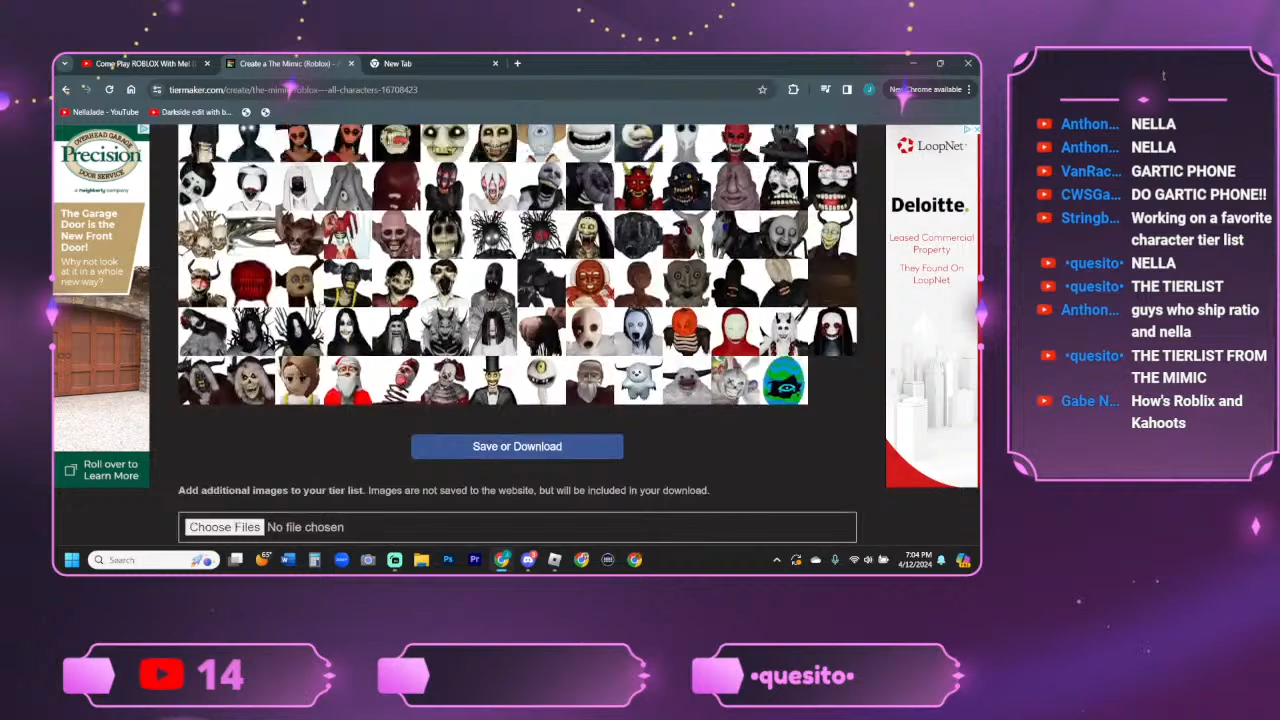 Come Play ROBLOX With Me!
Create a The Mimic (Roblox) -
New Tab
tiermaker.com/create/the-mimic-roblox---all-characters-16708423
New Chrome available
NellaJade - YouTube
Darkside edit with b...
OVERHEAD GARAGE
Precision
DOOR SERVICE
a neighborly company
The Garage
Door is the
New Front
Door!
Why not look
at it in a whole
new way?
Roll over to
Learn More
LoopNet
Deloitte.
Leased Commercial
Property
They Found On
LoopNet
Save or Download
Add additional images to your tier list. Images are not saved to the website, but will be included in your download.
Choose Files No file chosen
65°
Search
7:04 PM
4/12/2024
t
Anthon... NELLA
Anthon... NELLA
VanRac... GARTIC PHONE
CWSGa... DO GARTIC PHONE!!
Stringb... Working on a favorite
character tier list
•quesito• NELLA
•quesito• THE TIERLIST
Anthon... guys who ship ratio
and nella
•quesito• THE TIERLIST FROM
THE MIMIC
Gabe N... How's Roblix and
Kahoots
14
•quesito•